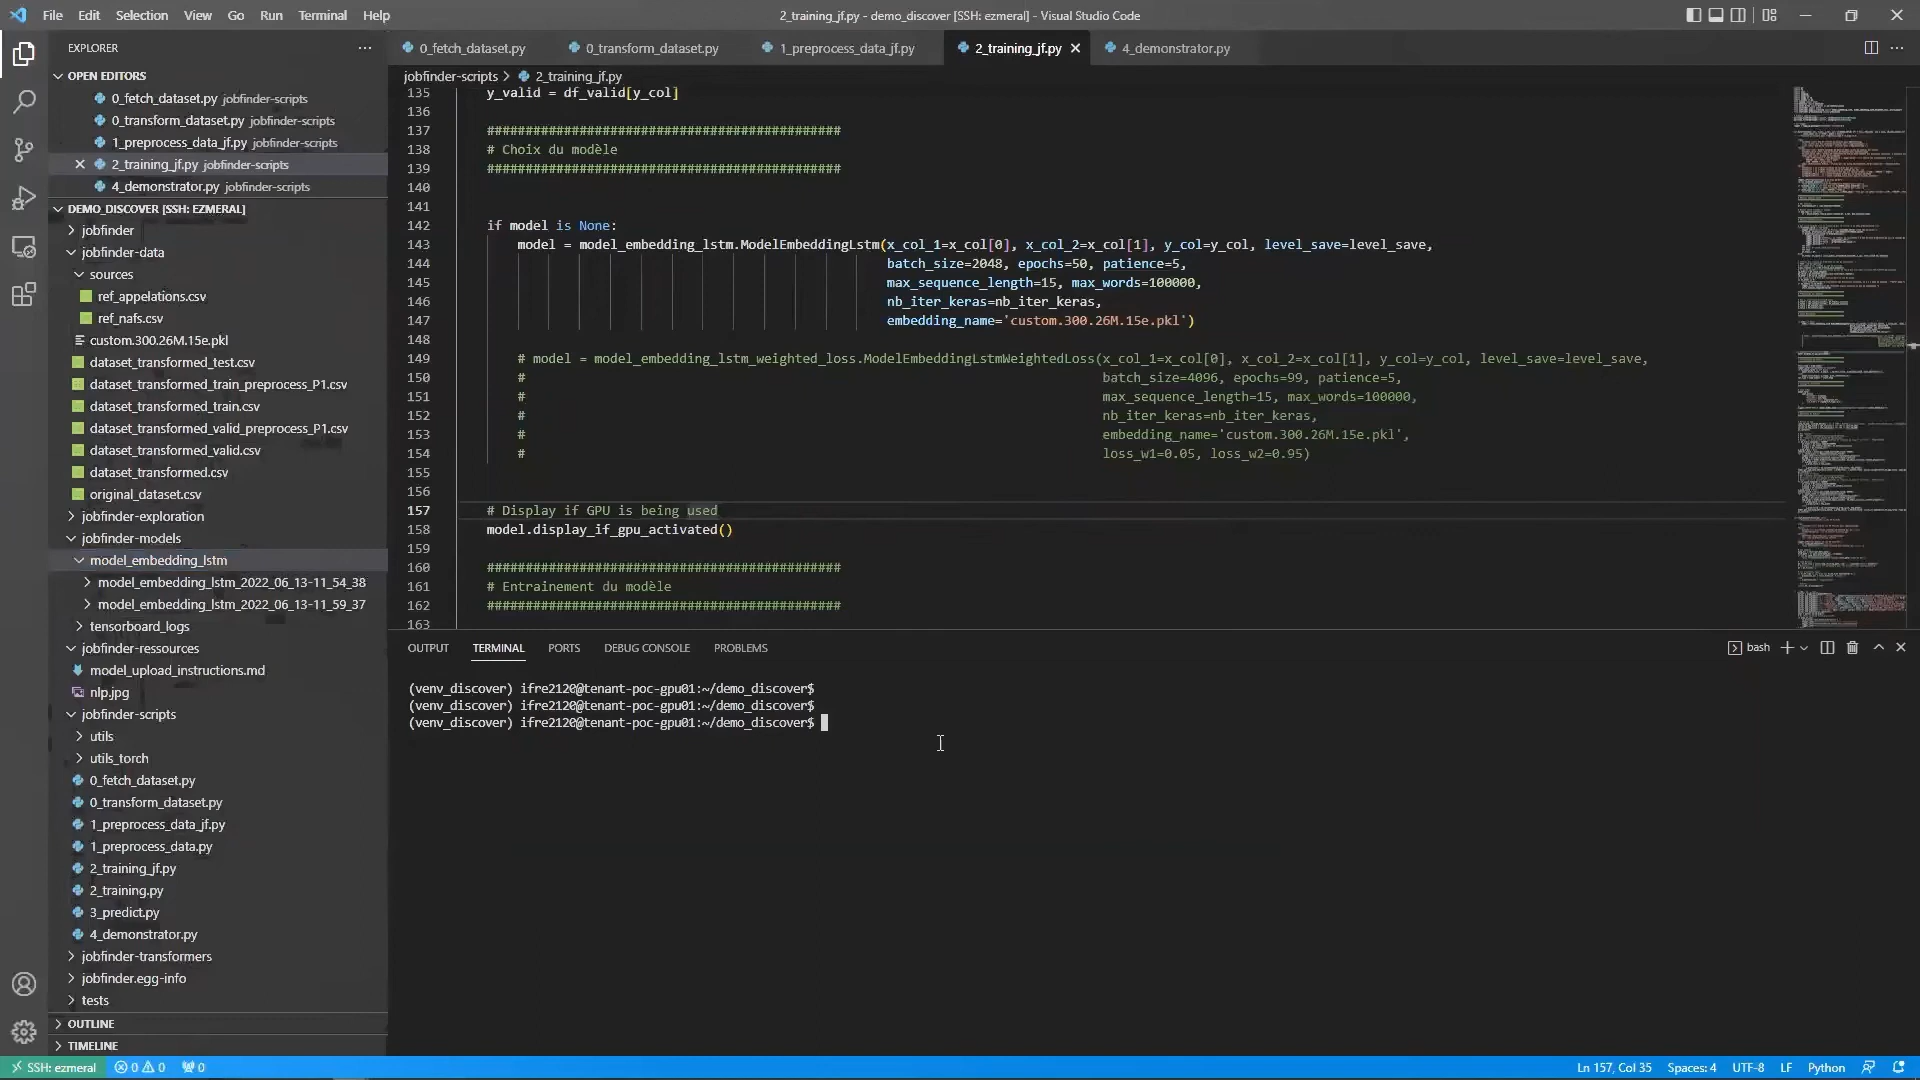 File Edit Selection View Go Run Terminal Help
2_training_jf.py - demo_discover [SSH: ezmeral] - Visual Studio Code
EXPLORER
OPEN EDITORS
0_fetch_dataset.py jobfinder-scripts
0_transform_dataset.py jobfinder-scripts
1_preprocess_data_jf.py jobfinder-scripts
2_training_jf.py jobfinder-scripts
4_demonstrator.py jobfinder-scripts
DEMO_DISCOVER [SSH: EZMERAL]
jobfinder
jobfinder-data
sources
ref_appelations.csv
ref_nafs.csv
custom.300.26M.15e.pkl
dataset_transformed_test.csv
dataset_transformed_train_preprocess_P1.csv
dataset_transformed_train.csv
dataset_transformed_valid_preprocess_P1.csv
dataset_transformed_valid.csv
dataset_transformed.csv
original_dataset.csv
jobfinder-exploration
jobfinder-models
model_embedding_lstm
model_embedding_lstm_2022_06_13-11_54_38
model_embedding_lstm_2022_06_13-11_59_37
tensorboard_logs
jobfinder-ressources
model_upload_instructions.md
nlp.jpg
jobfinder-scripts
utils
utils_torch
0_fetch_dataset.py
0_transform_dataset.py
1_preprocess_data_jf.py
1_preprocess_data.py
2_training_jf.py
2_training.py
3_predict.py
4_demonstrator.py
jobfinder-transformers
jobfinder.egg-info
tests
OUTLINE
TIMELINE
0_fetch_dataset.py 0_transform_dataset.py 1_preprocess_data_jf.py 2_training_jf.py 4_demonstrator.py
jobfinder-scripts > 2_training_jf.py
135 y_valid = df_valid[y_col]
136
137 ##############################################
138 # Choix du modèle
139 ##############################################
140
141
142 if model is None:
143 model = model_embedding_lstm.ModelEmbeddingLstm(x_col_1=x_col[0], x_col_2=x_col[1], y_col=y_col, level_save=level_save,
144 batch_size=2048, epochs=50, patience=5,
145 max_sequence_length=15, max_words=100000,
146 nb_iter_keras=nb_iter_keras,
147 embedding_name='custom.300.26M.15e.pkl')
148
149 # model = model_embedding_lstm_weighted_loss.ModelEmbeddingLstmWeightedLoss(x_col_1=x_col[0], x_col_2=x_col[1], y_col=y_col, level_save=level_save,
150 # batch_size=4096, epochs=99, patience=5,
151 # max_sequence_length=15, max_words=100000,
152 # nb_iter_keras=nb_iter_keras,
153 # embedding_name='custom.300.26M.15e.pkl',
154 # loss_w1=0.05, loss_w2=0.95)
155
156
157 # Display if GPU is being used
158 model.display_if_gpu_activated()
159
160 ##############################################
161 # Entrainement du modèle
162 ##############################################
163
OUTPUT TERMINAL PORTS DEBUG CONSOLE PROBLEMS
bash
(venv_discover) ifre2120@tenant-poc-gpu01:~/demo_discover$
(venv_discover) ifre2120@tenant-poc-gpu01:~/demo_discover$
(venv_discover) ifre2120@tenant-poc-gpu01:~/demo_discover$
SSH: ezmeral 0 0 0
Ln 157, Col 35 Spaces: 4 UTF-8 LF Python